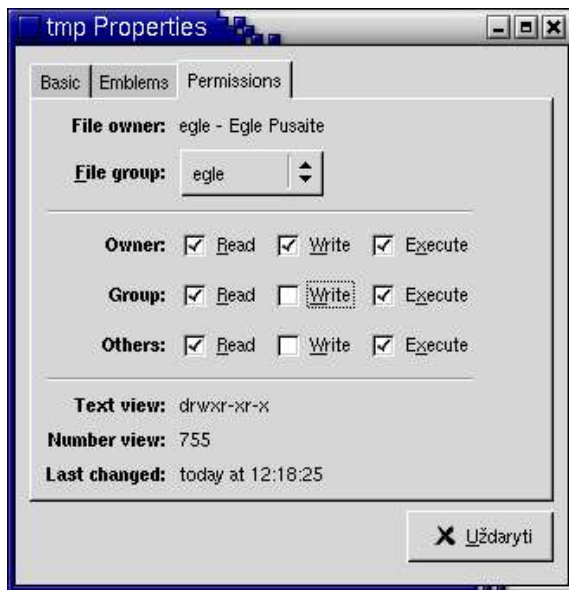 tmp Properties
Basic Emblems Permissions
File owner: egle - Egle Pusaite
File group: egle
Owner: Read Write Execute
Group: Read Write Execute
Others: Read Write Execute
Text view: drwxr-xr-x
Number view: 755
Last changed: today at 12:18:25
Uždaryti